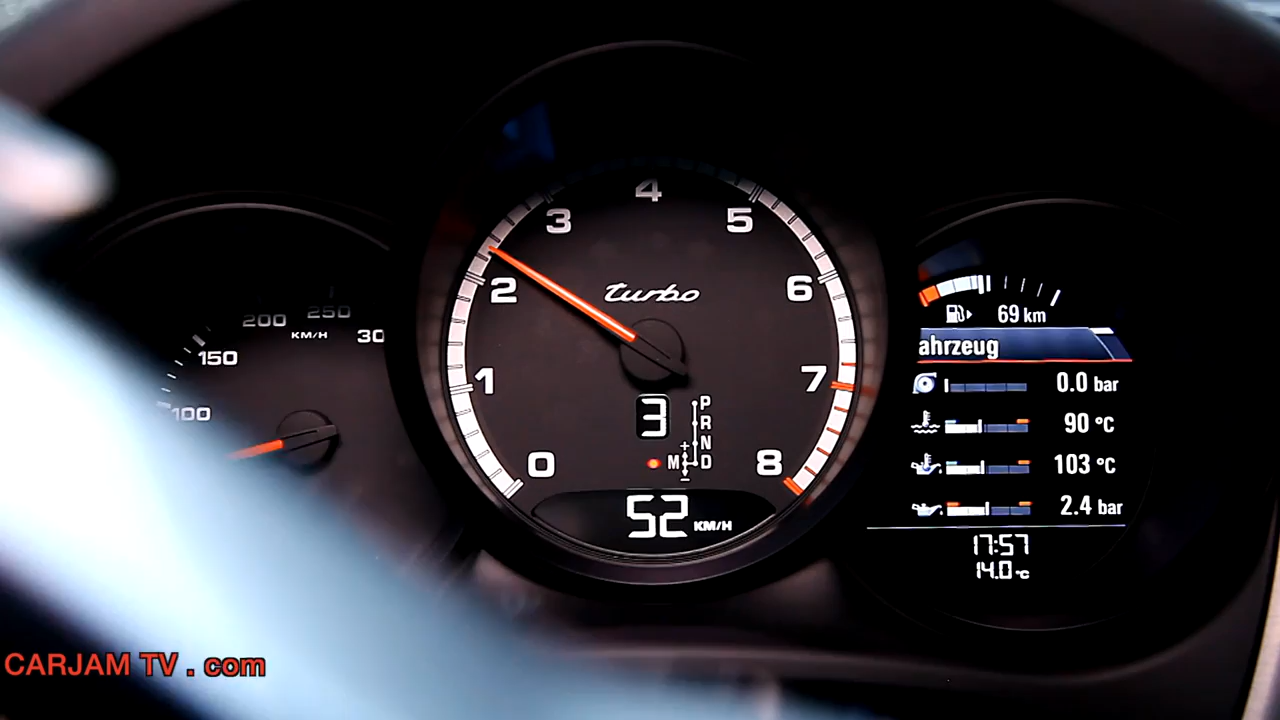 100
150
200
250
30
KM/H
0
1
2
3
4
5
6
7
8
turbo
3
P
R
N
M D
+
-
52 KM/H
69 km
ahrzeug
0.0 bar
90 °C
103 °C
2.4 bar
17:57
14.0 °C
CARJAM TV . com